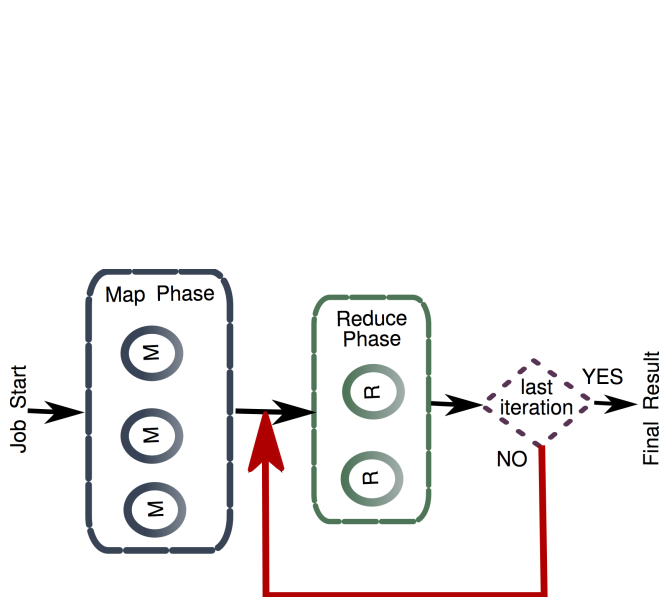 Job Start
Map Phase
M
M
M
Reduce
Phase
R
R
last
iteration
YES
NO
Final Result